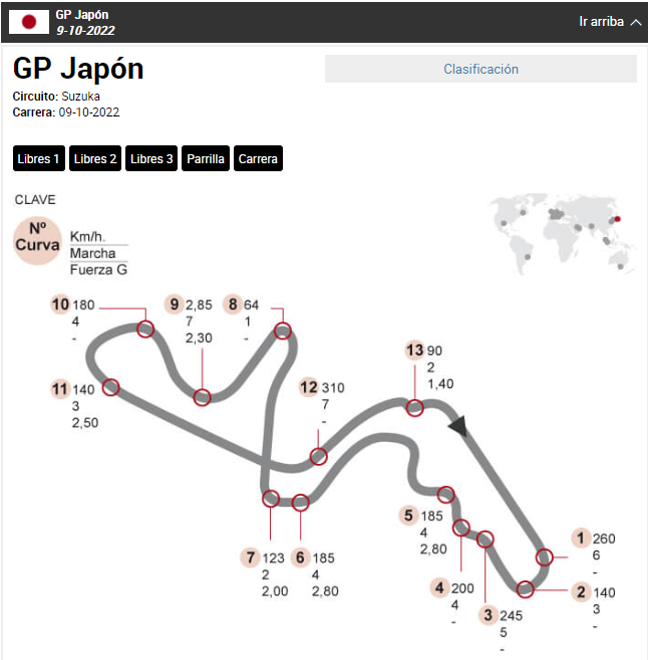 GP Japón
9-10-2022
Ir arriba
GP Japón
Clasificación
Circuito: Suzuka
Carrera: 09-10-2022
Libres 1
Libres 2
Libres 3
Parrilla
Carrera
CLAVE
Nº
Curva
Km/h.
Marcha
Fuerza G
10 180
4
-
9 2,85
7
2,30
8 64
1
-
13 90
2
1,40
11 140
3
2,50
12 310
7
-
5 185
4
2,80
1 260
6
-
7 123
2
2,00
6 185
4
2,80
4 200
4
-
3 245
5
-
2 140
3
-